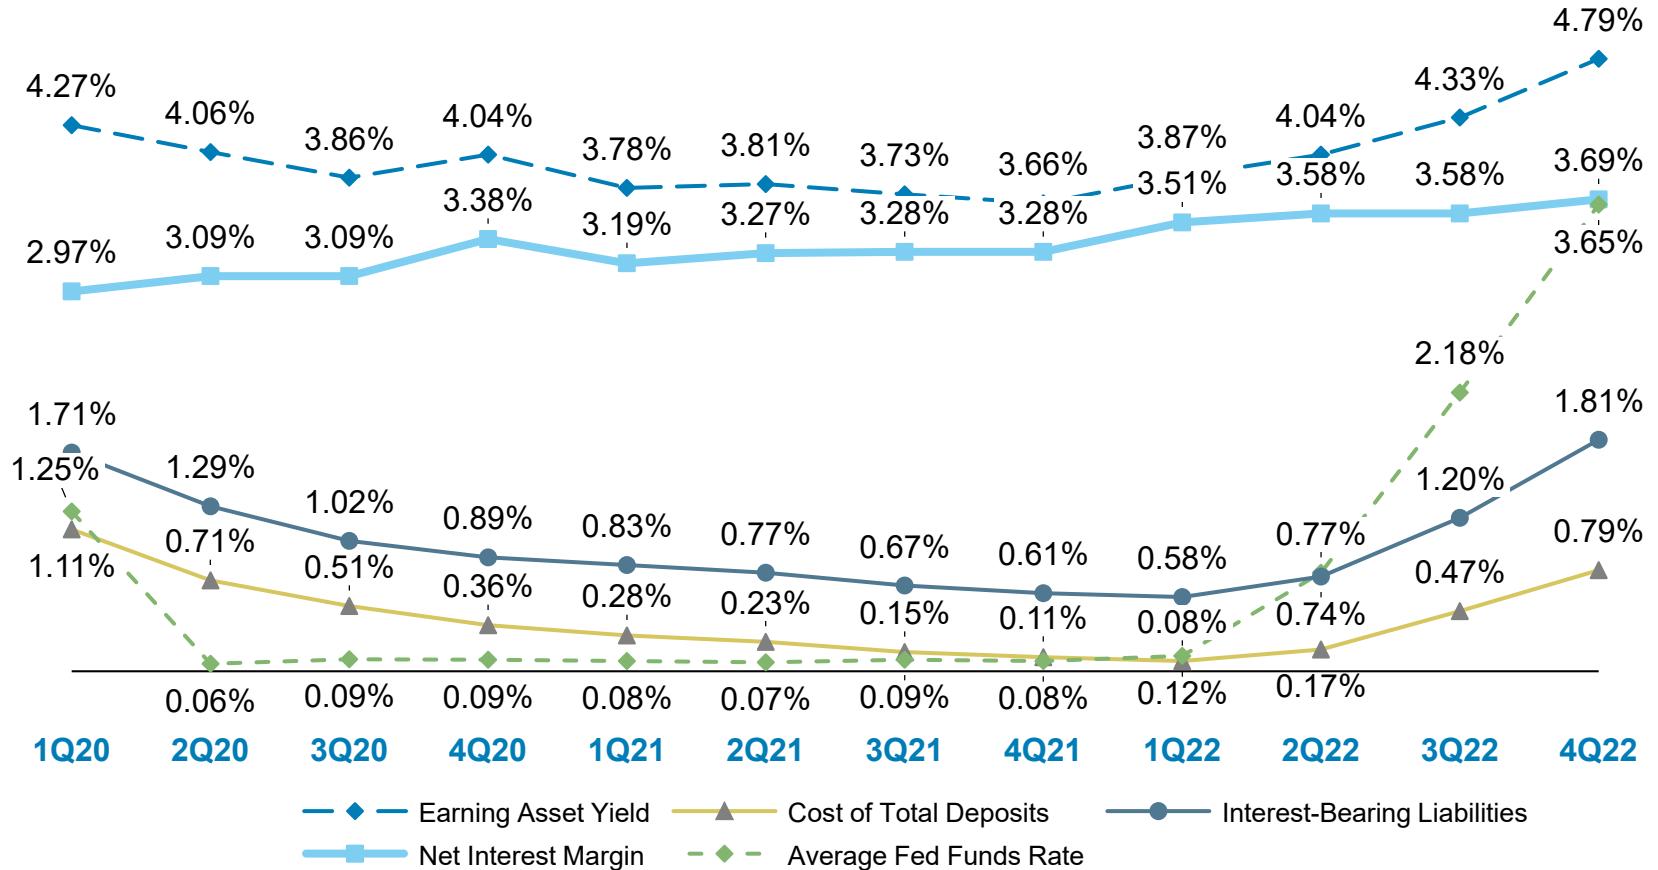 4.27% 4.06% 3.86% 4.04% 3.78% 3.81% 3.73% 3.66% 3.87% 4.04% 4.33% 4.79%
2.97% 3.09% 3.09% 3.38% 3.19% 3.27% 3.28% 3.28% 3.51% 3.58% 3.58% 3.69%
3.65%
2.18%
1.71% 1.29% 1.02% 0.89% 0.83% 0.77% 0.67% 0.61% 0.58% 0.77% 1.20% 1.81%
1.25%
1.11% 0.71% 0.51% 0.36% 0.28% 0.23% 0.15% 0.11% 0.08% 0.74% 0.47% 0.79%
0.06% 0.09% 0.09% 0.08% 0.07% 0.09% 0.08% 0.12% 0.17%
1Q20 2Q20 3Q20 4Q20 1Q21 2Q21 3Q21 4Q21 1Q22 2Q22 3Q22 4Q22
Earning Asset Yield Cost of Total Deposits Interest-Bearing Liabilities
Net Interest Margin Average Fed Funds Rate